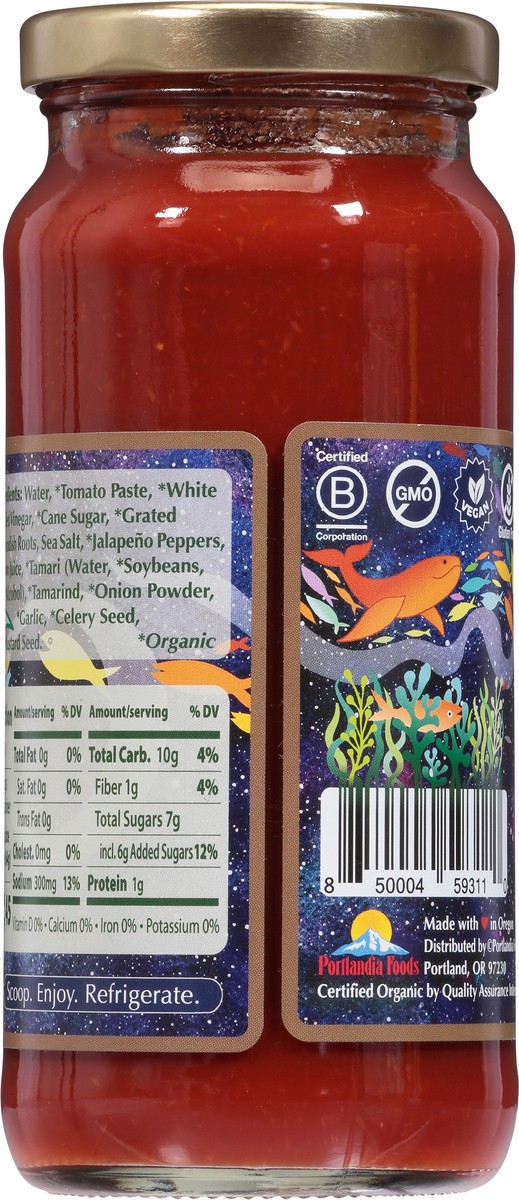 Water, *Tomato Paste, *White
Vinegar, *Cane Sugar, *Grated
Roots, Sea Salt, *Jalapeño Peppers,
Juice, *Tamari (Water, *Soybeans,
*Tamarind, *Onion Powder,
*Garlic, *Celery Seed,
Seed. *Organic
Amount/serving % DV Amount/serving % DV
Total Fat 0g 0% Total Carb. 10g 4%
Sat. Fat 0g 0% Fiber 1g 4%
Trans Fat 0g Total Sugars 7g
Cholest. 0mg 0% incl. 6g Added Sugars 12%
Sodium 300mg 13% Protein 1g
Vitamin D 0% • Calcium 0% • Iron 0% • Potassium 0%
Scoop. Enjoy. Refrigerate.
Certified
B
Corporation
GMO
VEGAN
8 50004 59311
Portlandia Foods
Made with ♥ in Oregon
Distributed by ©Portlandia
Portland, OR 97230
Certified Organic by Quality Assurance